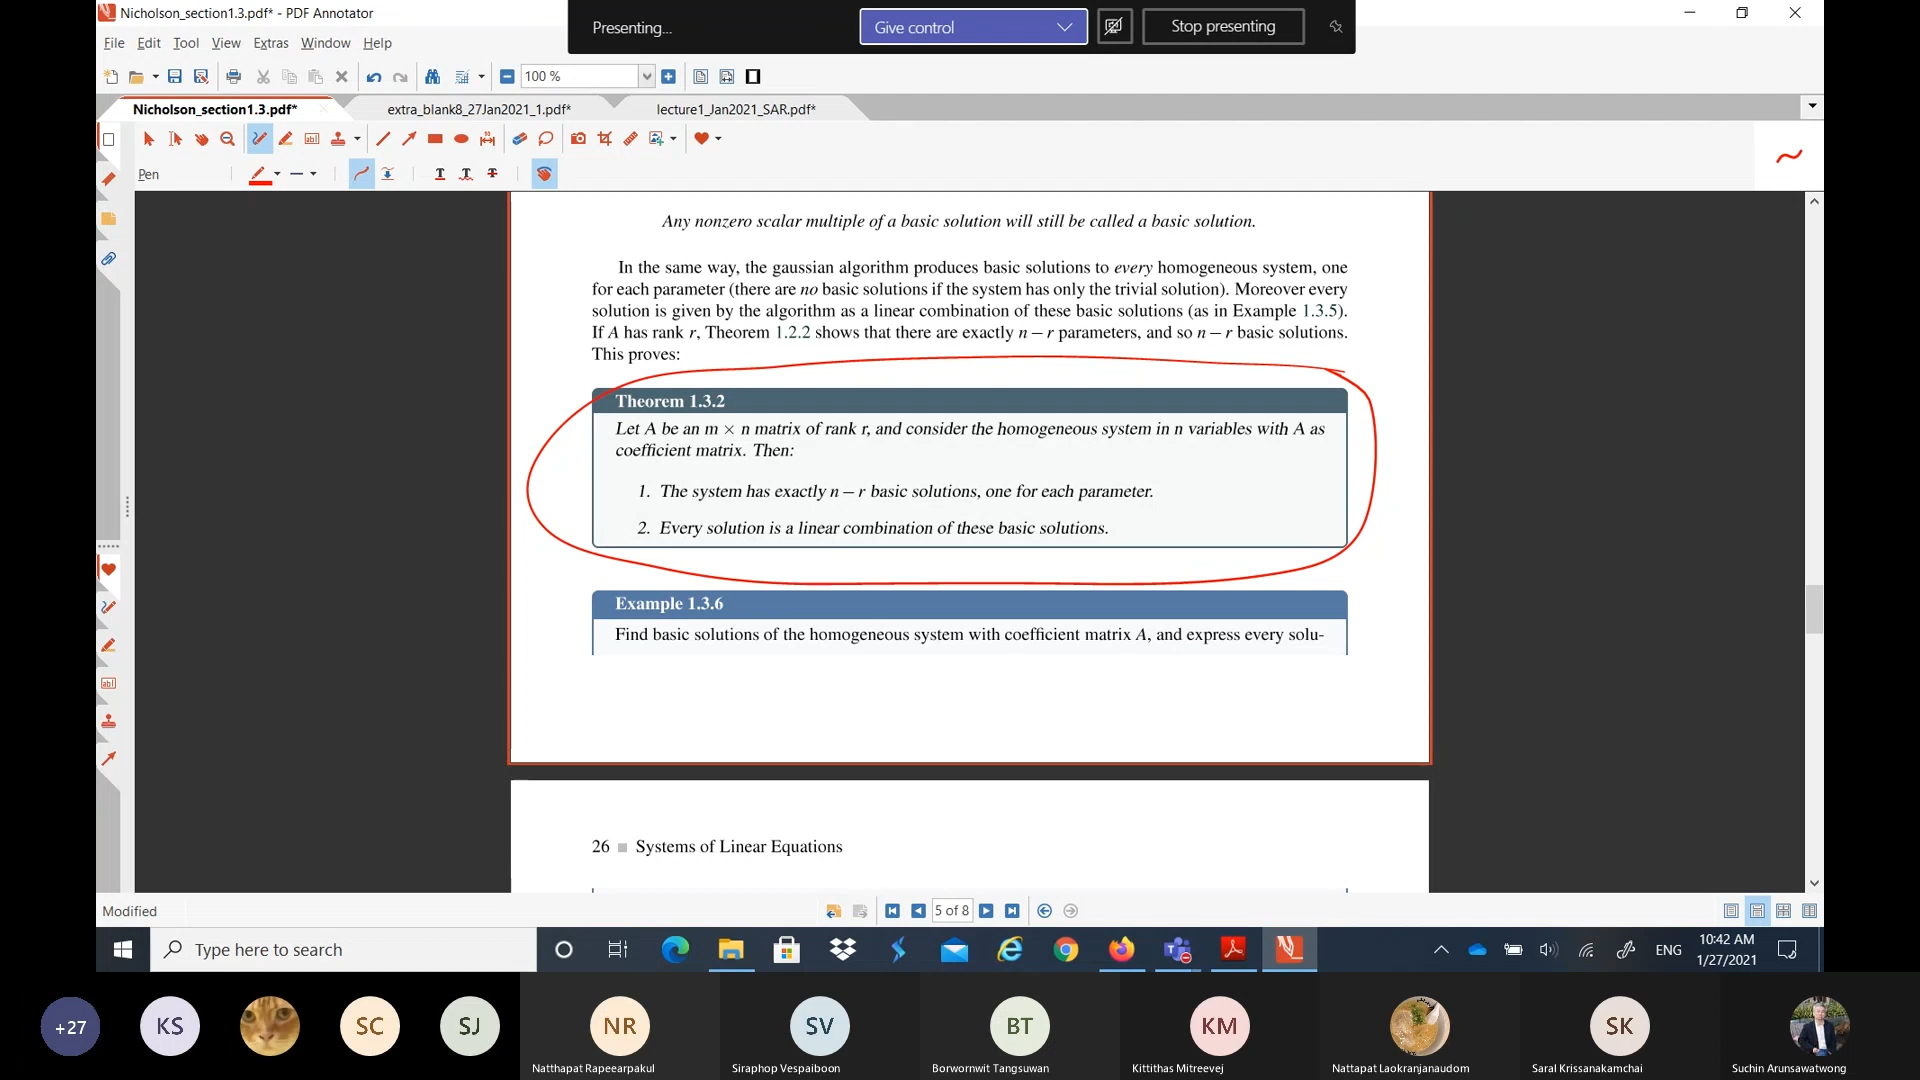 Nicholson_section1.3.pdf* - PDF Annotator
Presenting...
Give control
Stop presenting
File Edit Tool View Extras Window Help
100 %
Nicholson_section1.3.pdf*
extra_blank8_27Jan2021_1.pdf*
lecture1_Jan2021_SAR.pdf*
Pen
Any nonzero scalar multiple of a basic solution will still be called a basic solution.
In the same way, the gaussian algorithm produces basic solutions to every homogeneous system, one
for each parameter (there are no basic solutions if the system has only the trivial solution). Moreover every
solution is given by the algorithm as a linear combination of these basic solutions (as in Example 1.3.5).
If A has rank r, Theorem 1.2.2 shows that there are exactly n − r parameters, and so n − r basic solutions.
This proves:
Theorem 1.3.2
Let A be an m × n matrix of rank r, and consider the homogeneous system in n variables with A as
coefficient matrix. Then:
1. The system has exactly n − r basic solutions, one for each parameter.
2. Every solution is a linear combination of these basic solutions.
Example 1.3.6
Find basic solutions of the homogeneous system with coefficient matrix A, and express every solu-
26 Systems of Linear Equations
Modified
5 of 8
Type here to search
ENG
10:42 AM
1/27/2021
+27
KS
SC
SJ
NR
SV
BT
KM
SK
Natthapat Rapeearpakul
Siraphop Vespaiboon
Borwornwit Tangsuwan
Kittithas Mitreevej
Nattapat Laokranjanaudom
Saral Krissanakamchai
Suchin Arunsawatwong